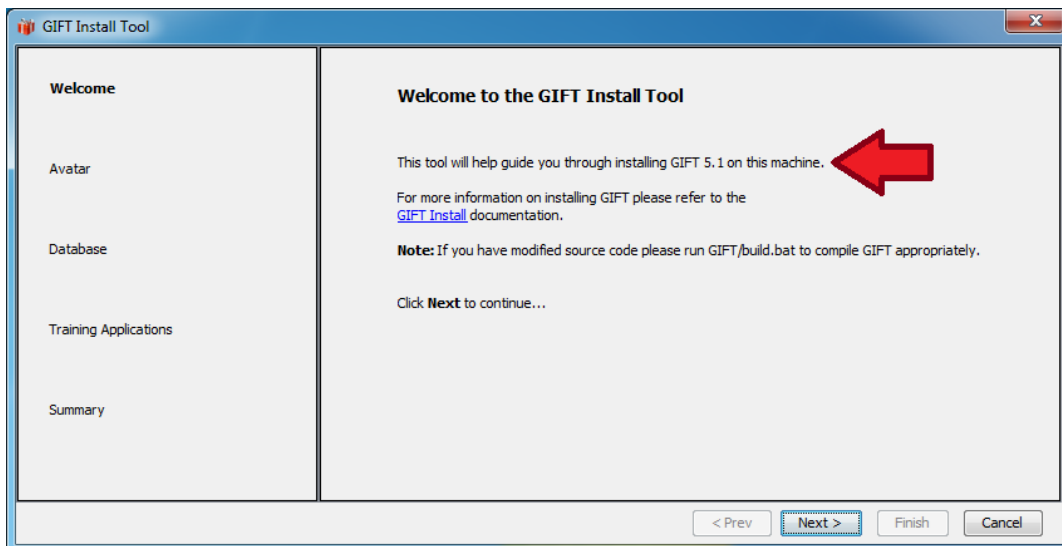 GIFT Install Tool
Welcome
Avatar
Database
Training Applications
Summary
Welcome to the GIFT Install Tool
This tool will help guide you through installing GIFT 5.1 on this machine.
For more information on installing GIFT please refer to the
GIFT Install documentation.
Note: If you have modified source code please run GIFT/build.bat to compile GIFT appropriately.
Click Next to continue...
< Prev Next > Finish Cancel